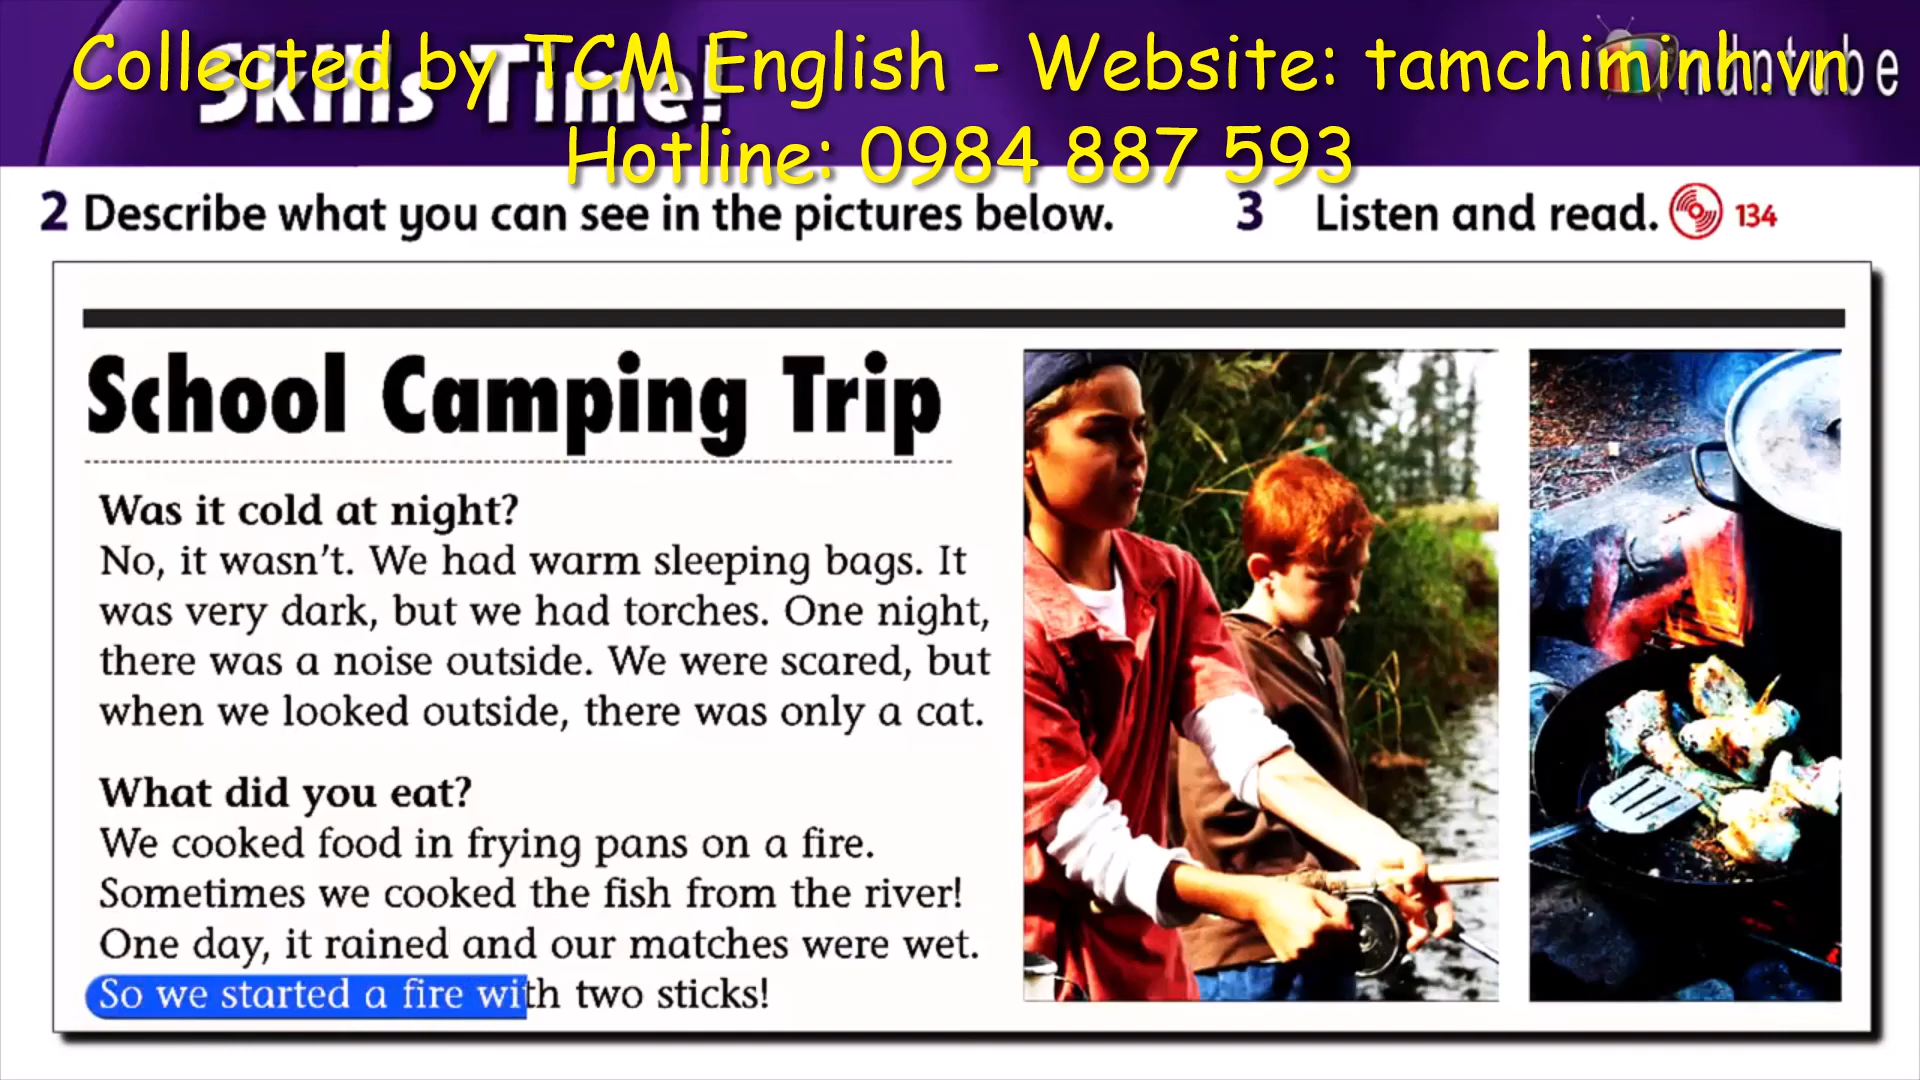 Collected by TCM English - Website: tamchiminh.vn
Skills Time!
Hotline: 0984 887 593
2 Describe what you can see in the pictures below.
3 Listen and read. 134
School Camping Trip
Was it cold at night?
No, it wasn't. We had warm sleeping bags. It
was very dark, but we had torches. One night,
there was a noise outside. We were scared, but
when we looked outside, there was only a cat.
What did you eat?
We cooked food in frying pans on a fire.
Sometimes we cooked the fish from the river!
One day, it rained and our matches were wet.
So we started a fire with two sticks!